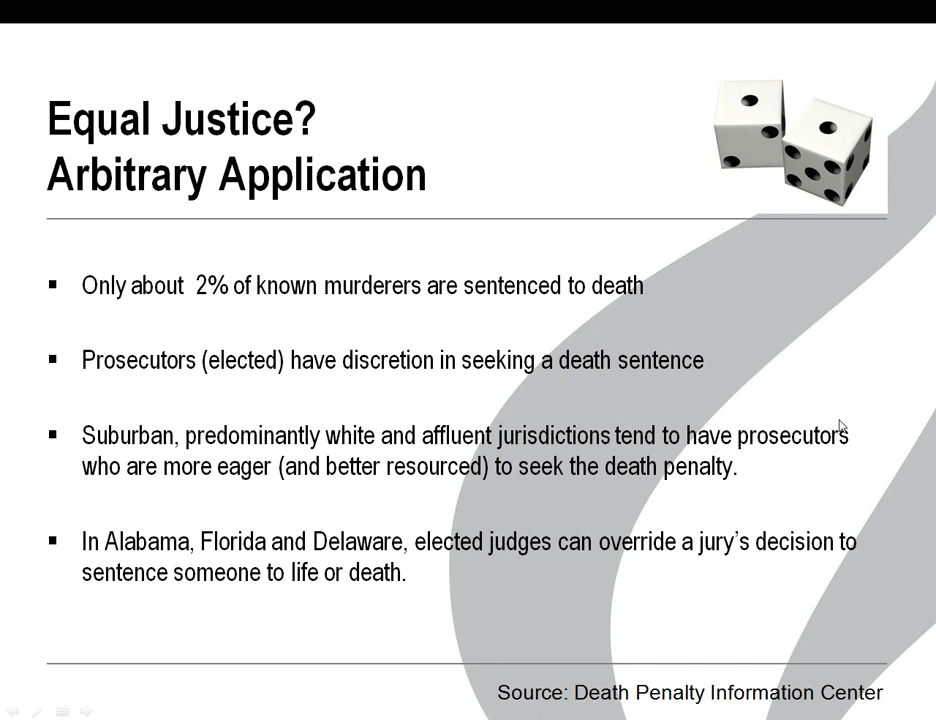 Equal Justice?
Arbitrary Application
▪ Only about  2% of known murderers are sentenced to death
▪ Prosecutors (elected) have discretion in seeking a death sentence
▪ Suburban, predominantly white and affluent jurisdictions tend to have prosecutors
who are more eager (and better resourced) to seek the death penalty.
▪ In Alabama, Florida and Delaware, elected judges can override a jury’s decision to
sentence someone to life or death.
Source: Death Penalty Information Center